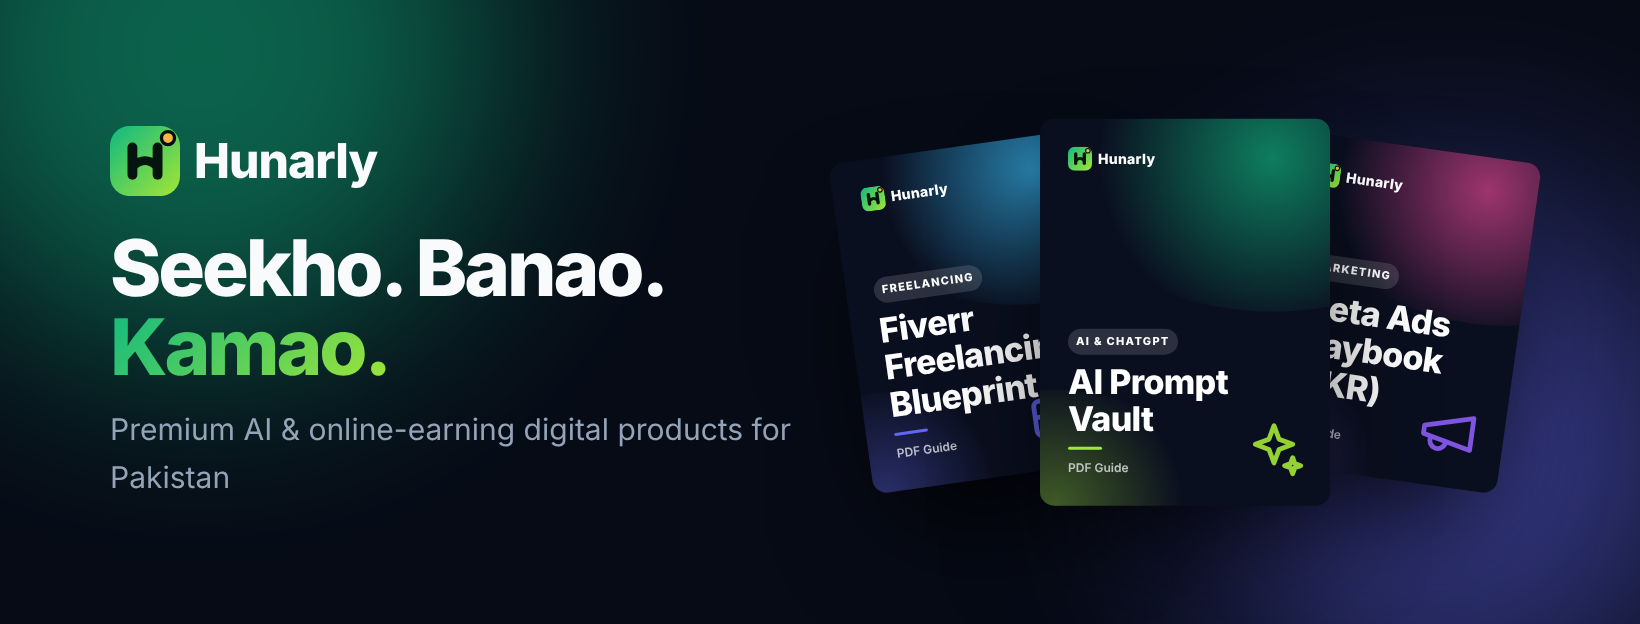 Hunarly
Seekho. Banao.
Kamao.
Premium AI & online-earning digital products for
Pakistan
Hunarly
FREELANCING
Fiverr
Blueprint
PDF Guide
Hunarly
AI & CHATGPT
AI Prompt
Vault
PDF Guide
Hunarly
Ads